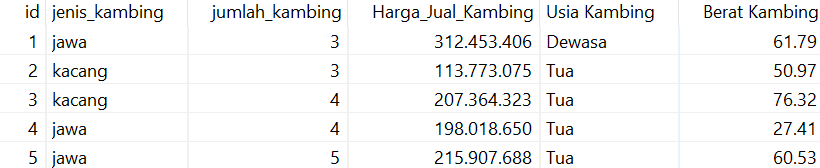 id jenis_kambing jumlah_kambing Harga_Jual_Kambing Usia Kambing Berat Kambing
1 jawa 3 312.453.406 Dewasa 61.79
2 kacang 3 113.773.075 Tua 50.97
3 kacang 4 207.364.323 Tua 76.32
4 jawa 4 198.018.650 Tua 27.41
5 jawa 5 215.907.688 Tua 60.53